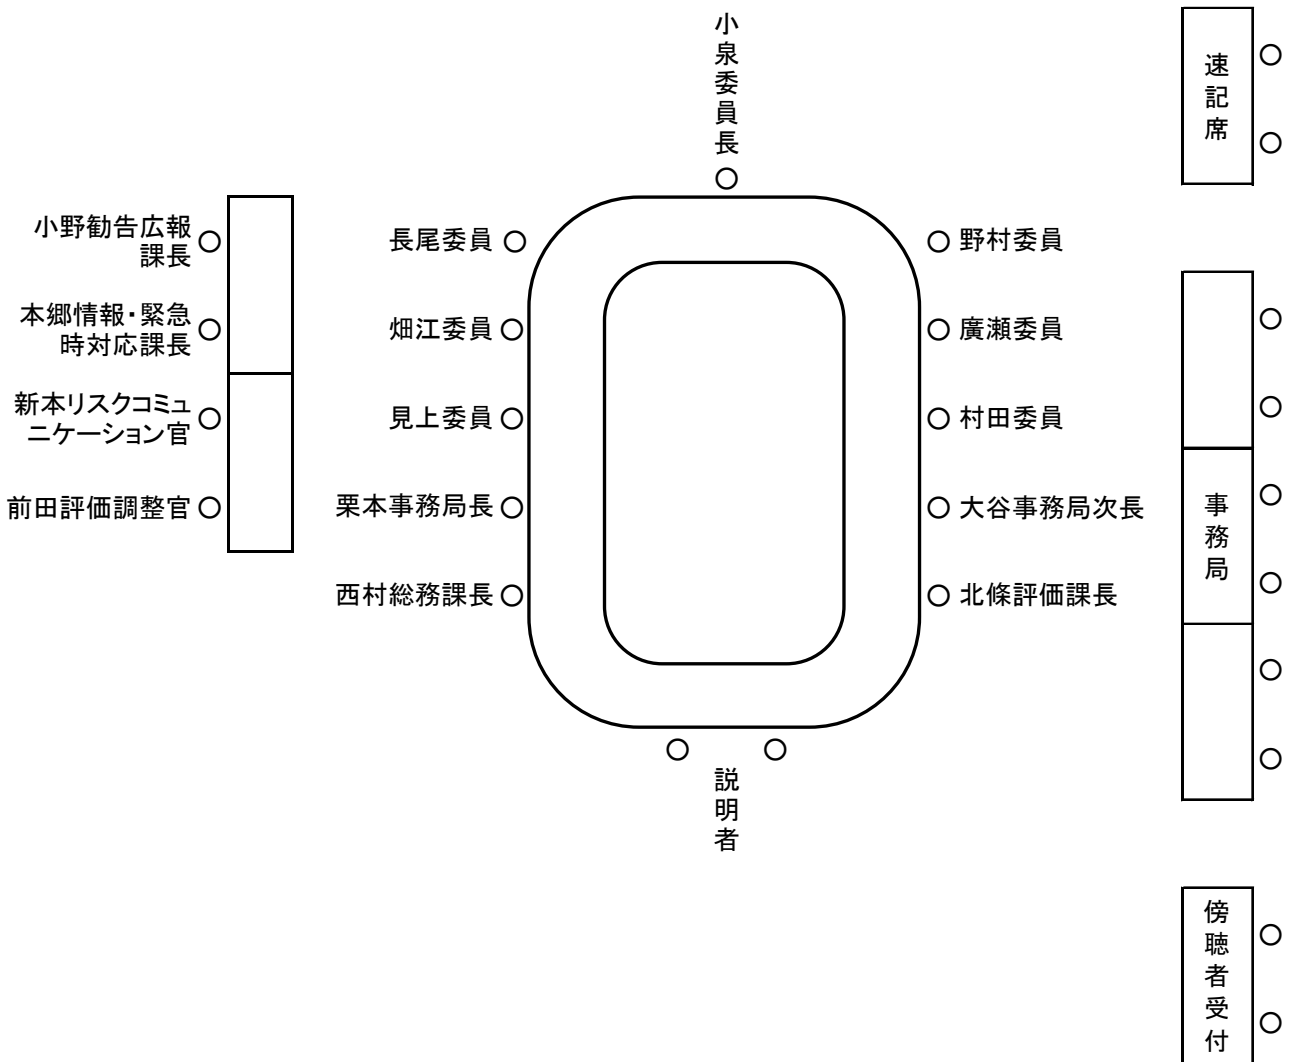 小泉委員長
速記席
小野勧告広報
課長
本郷情報・緊急
時対応課長
新本リスクコミュ
ニケーション官
前田評価調整官
長尾委員
畑江委員
見上委員
栗本事務局長
西村総務課長
野村委員
廣瀬委員
村田委員
大谷事務局次長
北條評価課長
事務局
説明者
傍聴者受付